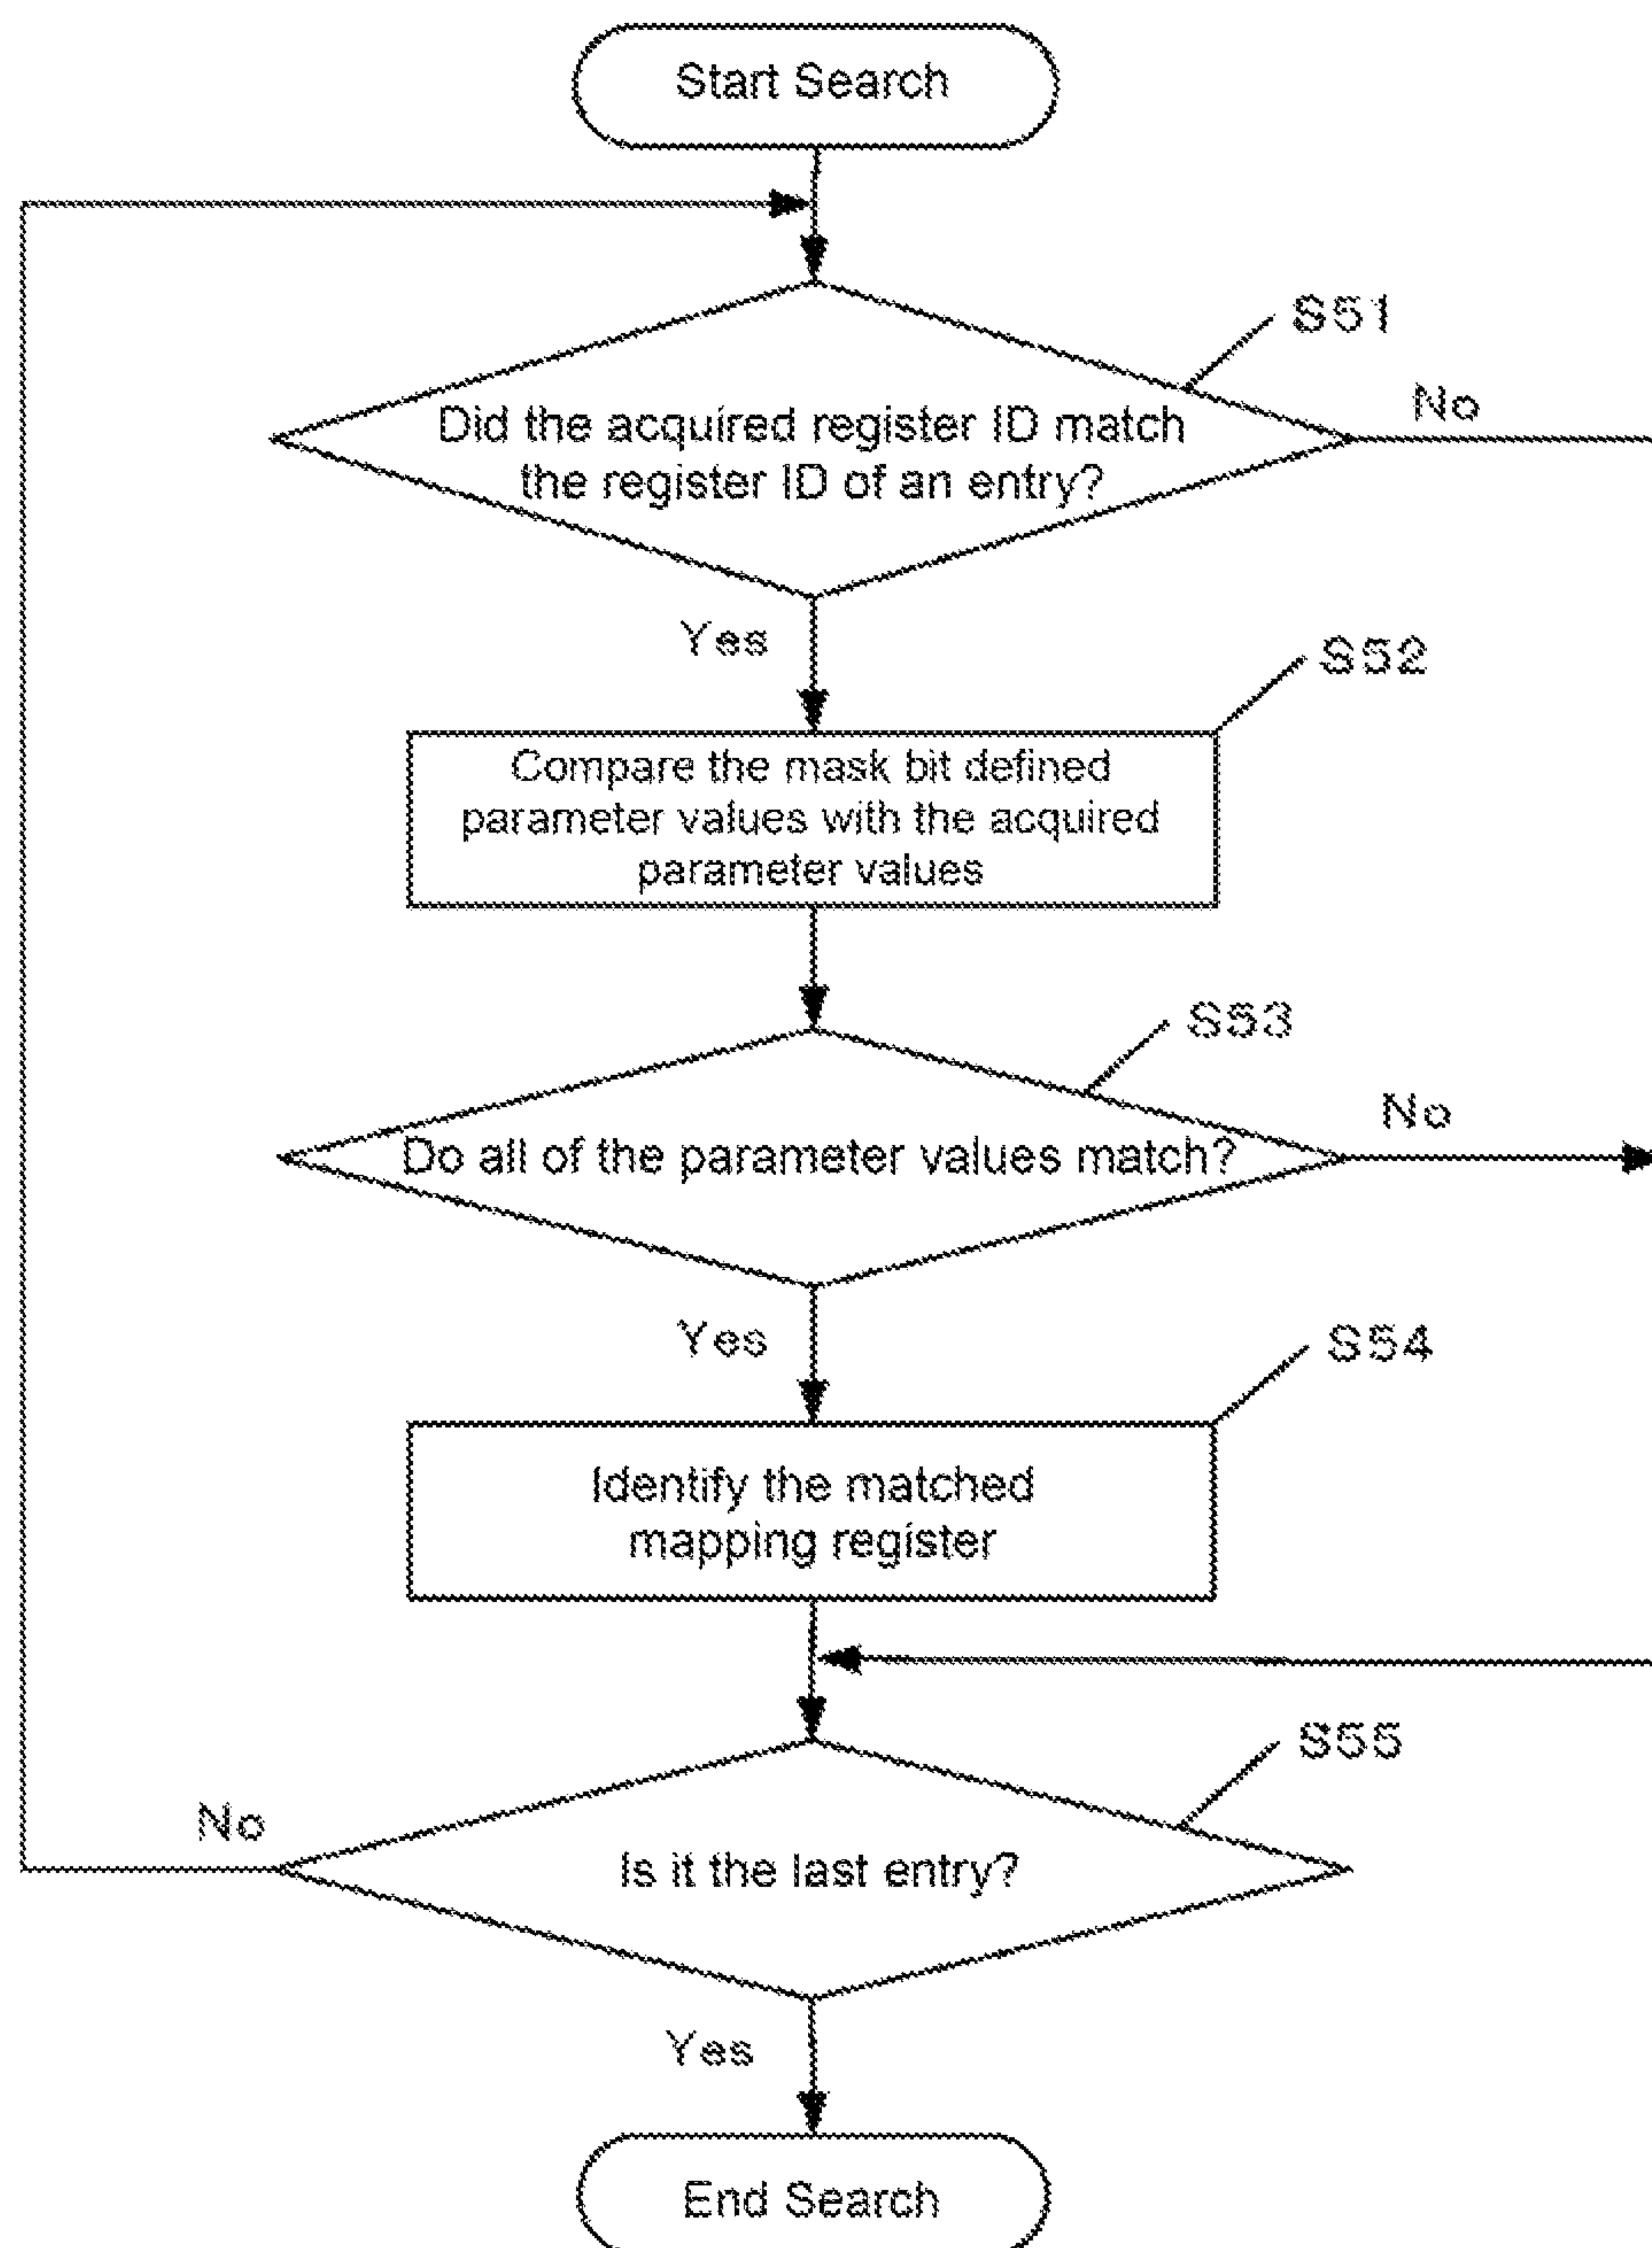 Start Search
S51
No
Did the acquired register ID match
the register ID of an entry?
Yes
S52
Compare the mask bit defined
parameter values with the acquired
parameter values
S53
No
Do all of the parameter values match?
Yes
S54
Identify the matched
mapping register
S55
No
Is it the last entry?
Yes
End Search